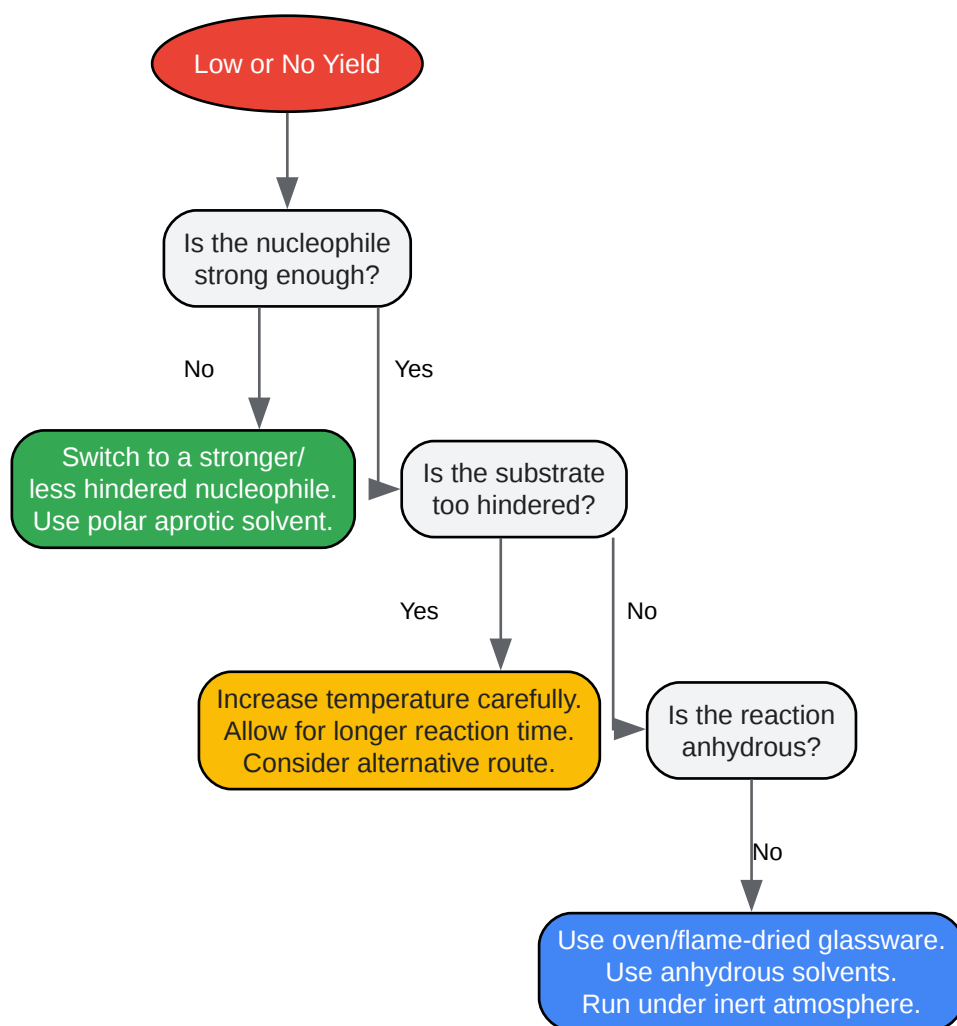 Low or No Yield
Is the nucleophile
strong enough?
No
Yes
Switch to a stronger/
less hindered nucleophile.
Use polar aprotic solvent.
Is the substrate
too hindered?
Yes
No
Increase temperature carefully.
Allow for longer reaction time.
Consider alternative route.
Is the reaction
anhydrous?
No
Use oven/flame-dried glassware.
Use anhydrous solvents.
Run under inert atmosphere.